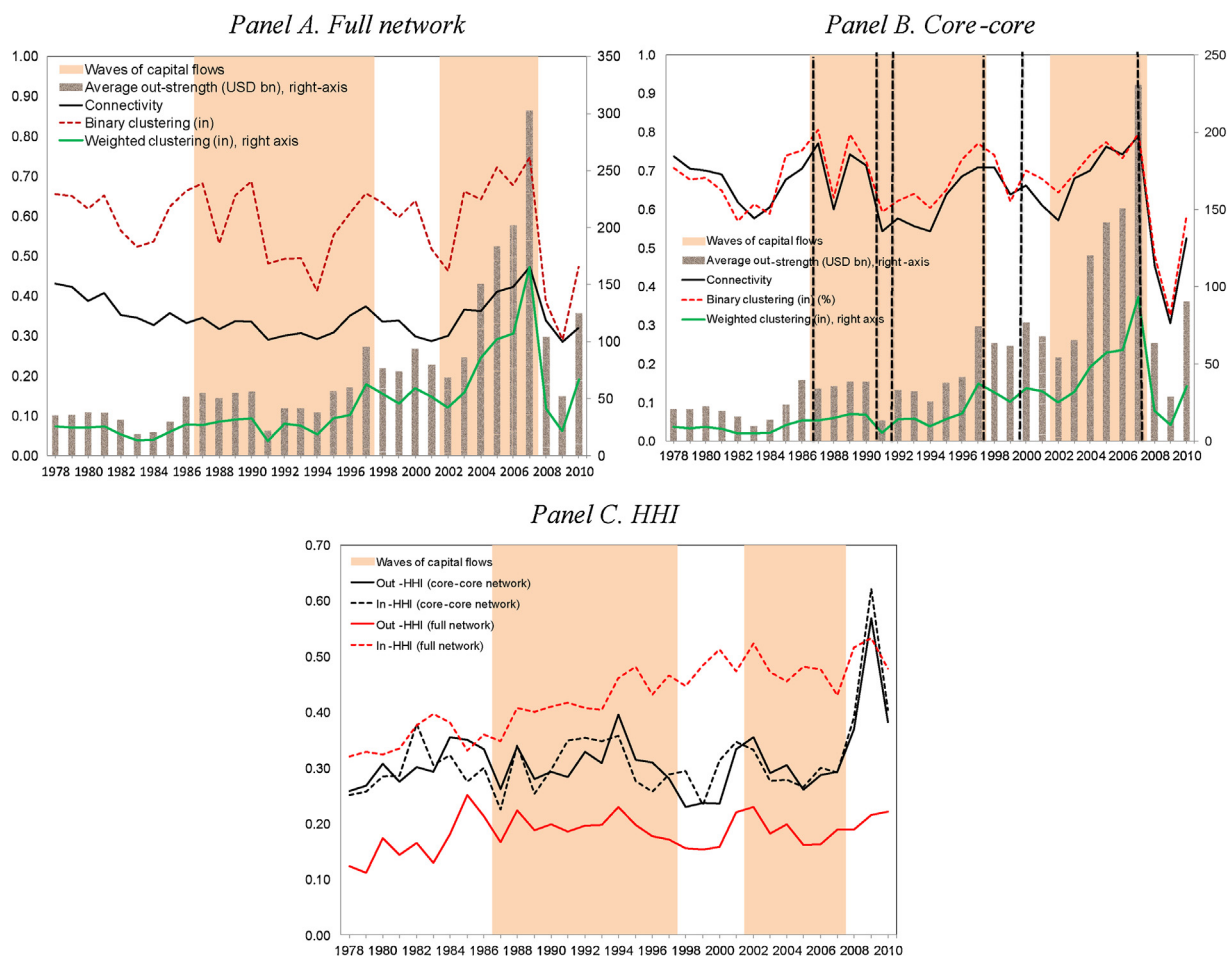 Panel A. Full network
1.00
0.90
0.80
0.70
0.60
0.50
0.40
0.30
0.20
0.10
0.00
350
300
250
200
150
100
50
0
Waves of capital flows
Average out-strength (USD bn), right-axis
Connectivity
Binary clustering (in)
Weighted clustering (in), right axis
1978 1980 1982 1984 1986 1988 1990 1992 1994 1996 1998 2000 2002 2004 2006 2008 2010
Panel B. Core-core
1.0
0.9
0.8
0.7
0.6
0.5
0.4
0.3
0.2
0.1
0.0
250
200
150
100
50
0
Waves of capital flows
Average out-strength (USD bn), right-axis
Connectivity
Binary clustering (in) (%)
Weighted clustering (in), right axis
1978 1980 1982 1984 1986 1988 1990 1992 1994 1996 1998 2000 2002 2004 2006 2008 2010
Panel C. HHI
0.70
0.60
0.50
0.40
0.30
0.20
0.10
0.00
Waves of capital flows
Out -HHI (core-core network)
In -HHI (core-core network)
Out -HHI (full network)
In -HHI (full network)
1978 1980 1982 1984 1986 1988 1990 1992 1994 1996 1998 2000 2002 2004 2006 2008 2010